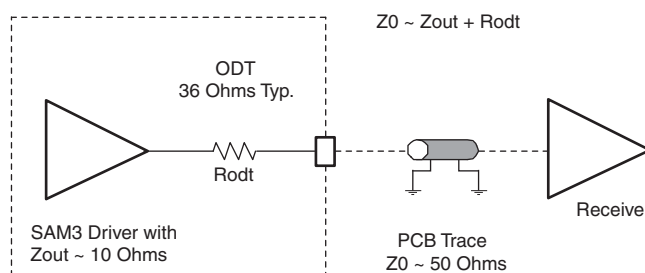 Z0 ~ Zout + Rodt
ODT
36 Ohms Typ.
Rodt
Receive
SAM3 Driver with
Zout ~ 10 Ohms
PCB Trace
Z0 ~ 50 Ohms